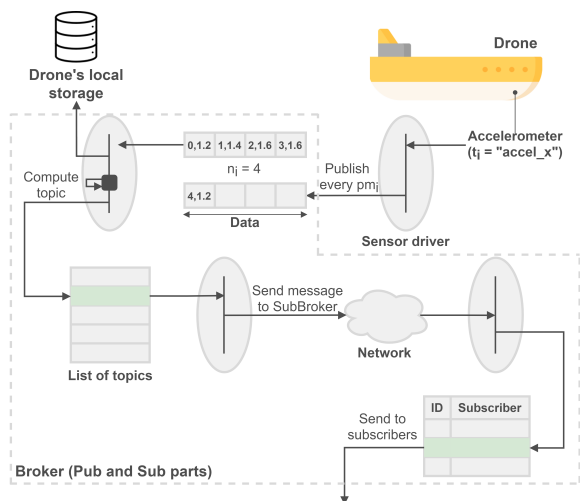 Drone
Drone's local
storage
Accelerometer
(tᵢ = "accel_x")
0,1.2 1,1.4 2,1.6 3,1.6
nᵢ = 4
Compute
topic
Publish
every pmᵢ
4,1.2
Data
Sensor driver
Send message
to SubBroker
Network
List of topics
ID Subscriber
Send to
subscribers
Broker (Pub and Sub parts)